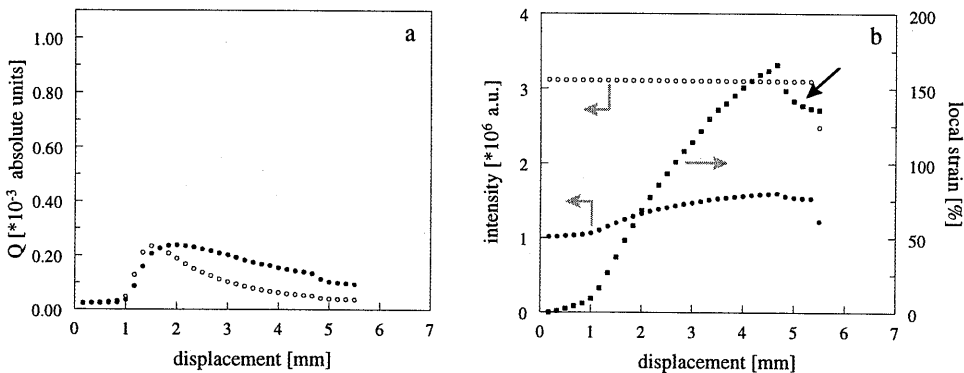 a
1.00
0.80
0.60
0.40
0.20
0.00
Q [*10-3 absolute units]
0 1 2 3 4 5 6 7
displacement [mm]
b
4
3
2
1
0
intensity [*106 a.u.]
200
150
100
50
0
local strain [%]
0 1 2 3 4 5 6 7
displacement [mm]